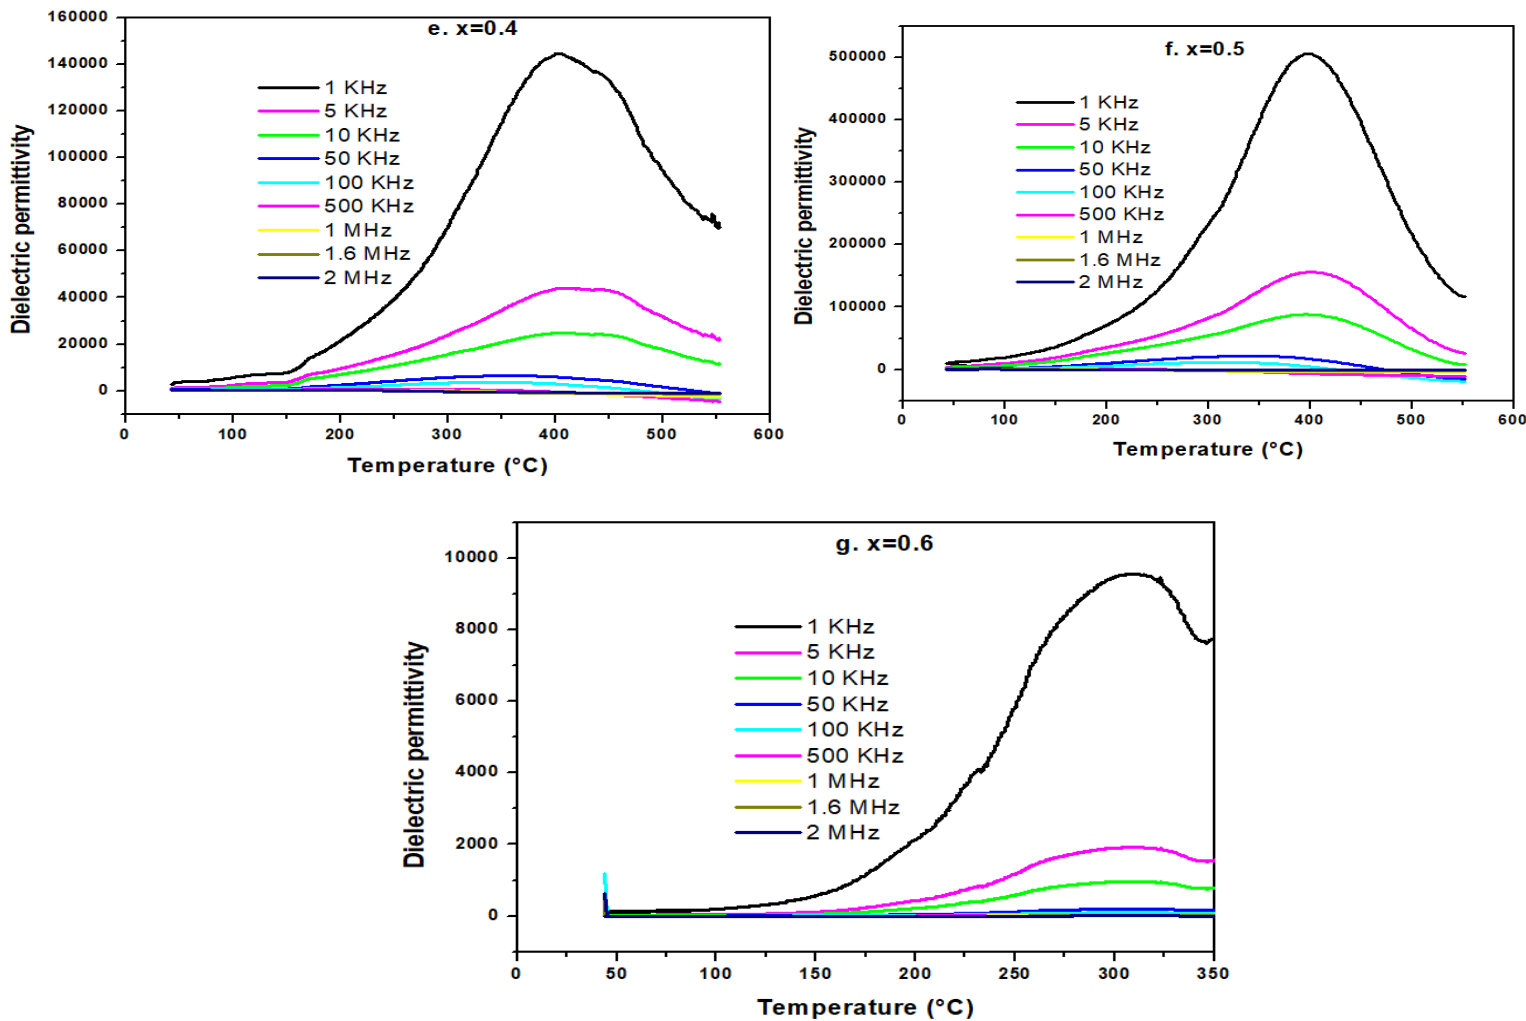 e. x=0.4
160000
140000
120000
100000
80000
60000
40000
20000
0
Dielectric permittivity
1 KHz
5 KHz
10 KHz
50 KHz
100 KHz
500 KHz
1 MHz
1.6 MHz
2 MHz
0 100 200 300 400 500 600
Temperature (°C)
f. x=0.5
500000
400000
300000
200000
100000
0
Dielectric permittivity
1 KHz
5 KHz
10 KHz
50 KHz
100 KHz
500 KHz
1 MHz
1.6 MHz
2 MHz
0 100 200 300 400 500 600
Temperature (°C)
g. x=0.6
10000
8000
6000
4000
2000
0
Dielectric permittivity
1 KHz
5 KHz
10 KHz
50 KHz
100 KHz
500 KHz
1 MHz
1.6 MHz
2 MHz
0 50 100 150 200 250 300 350
Temperature (°C)